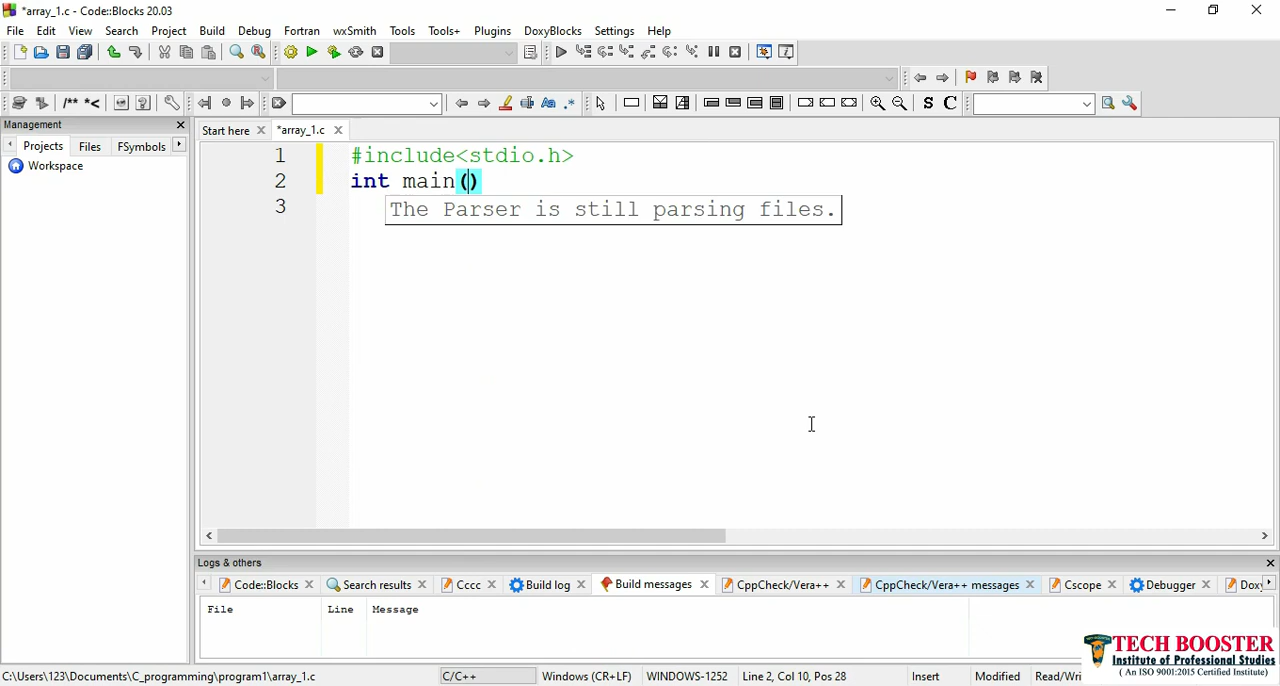 *array_1.c - Code::Blocks 20.03
File Edit View Search Project Build Debug Fortran wxSmith Tools Tools+ Plugins DoxyBlocks Settings Help
/** *< S C
Management
Projects Files FSymbols
Workspace
Start here *array_1.c
1 #include<stdio.h>
2 int main()
3
The Parser is still parsing files.
Logs & others
Code::Blocks Search results Cccc Build log Build messages CppCheck/Vera++ CppCheck/Vera++ messages Cscope Debugger Doxy
File Line Message
TECH BOOSTER
Institute of Professional Studies
( An ISO 9001:2015 Certified Institute)
C:\Users\123\Documents\C_programming\program1\array_1.c C/C++ Windows (CR+LF) WINDOWS-1252 Line 2, Col 10, Pos 28 Insert Modified Read/Wri